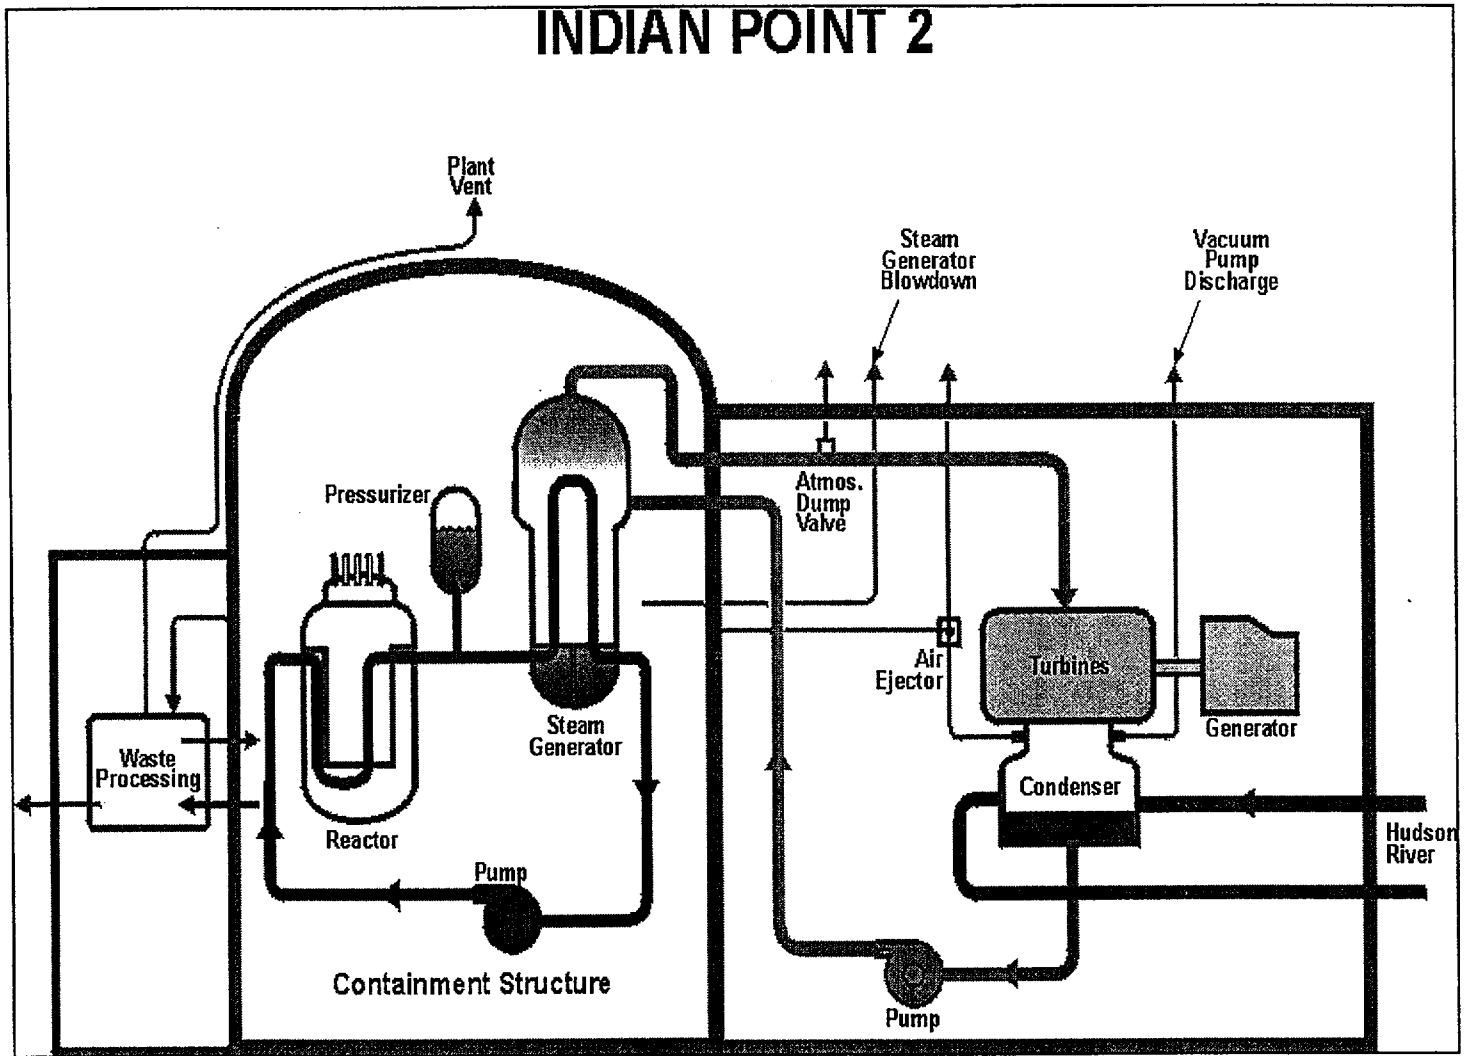 INDIAN POINT 2
Plant
Vent
Steam
Generator
Blowdown
Vacuum
Pump
Discharge
Pressurizer
Atmos.
Dump
Valve
Air
Ejector
Turbines
Generator
Steam
Generator
Waste
Processing
Condenser
Reactor
Hudson
River
Pump
Containment Structure
Pump